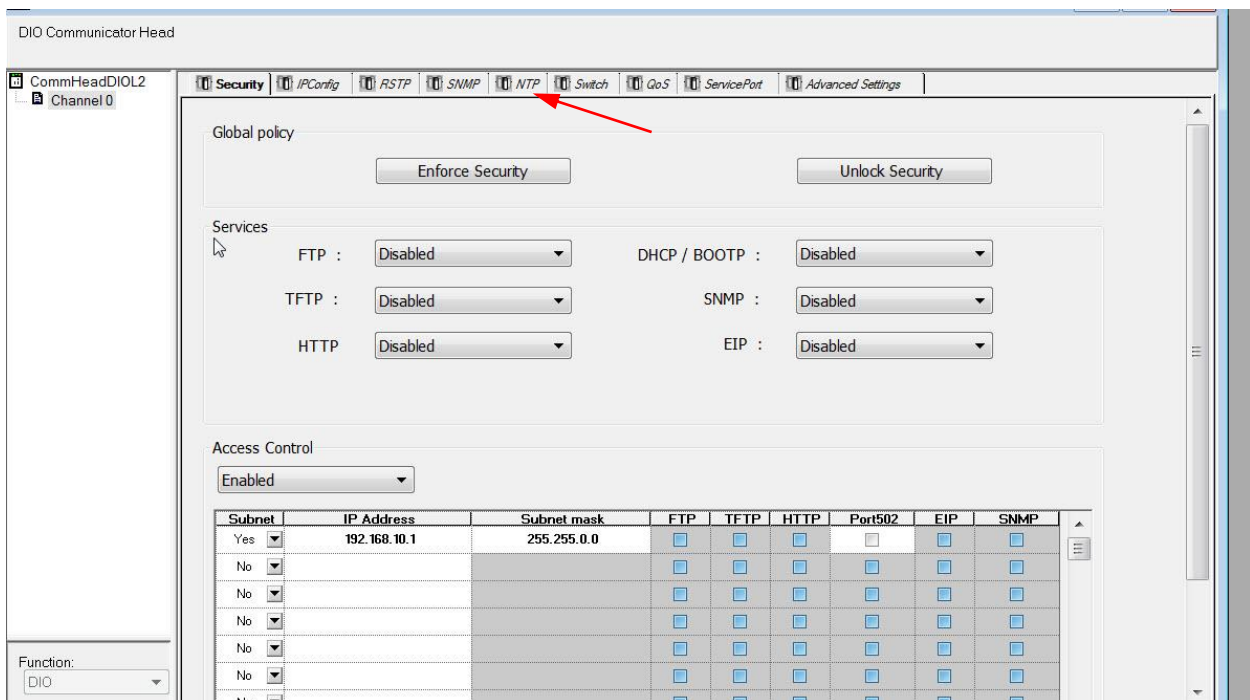 DIO Communicator Head
CommHeadDIOL2
Channel 0
Security IPConfig RSTP SNMP NTP Switch QoS ServicePort Advanced Settings
Global policy
Enforce Security Unlock Security
Services
FTP : Disabled DHCP / BOOTP : Disabled
TFTP : Disabled SNMP : Disabled
HTTP Disabled EIP : Disabled
Access Control
Enabled
Subnet IP Address Subnet mask FTP TFTP HTTP Port502 EIP SNMP
Yes 192.168.10.1 255.255.0.0
No
No
No
No
No
Function:
DIO